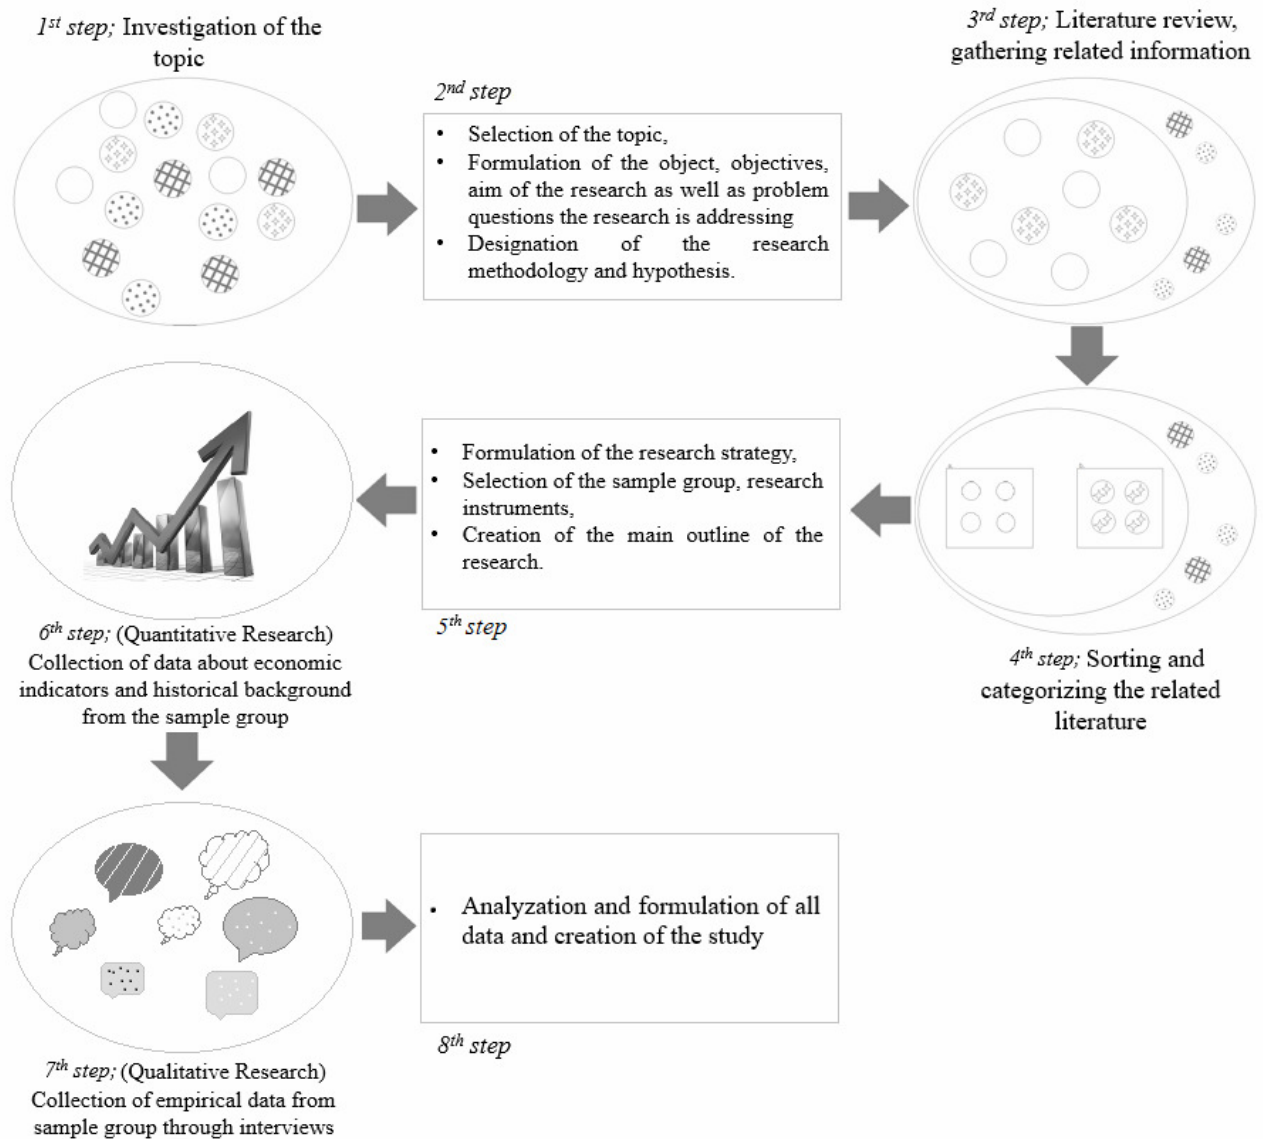 1st step; Investigation of the
topic
2nd step
• Selection of the topic,
• Formulation of the object, objectives,
aim of the research as well as problem
questions the research is addressing
• Designation of the research
methodology and hypothesis.
3rd step; Literature review,
gathering related information
4th step; Sorting and
categorizing the related
literature
• Formulation of the research strategy,
• Selection of the sample group, research
instruments,
• Creation of the main outline of the
research.
5th step
6th step; (Quantitative Research)
Collection of data about economic
indicators and historical background
from the sample group
7th step; (Qualitative Research)
Collection of empirical data from
sample group through interviews
• Analyzation and formulation of all
data and creation of the study
8th step